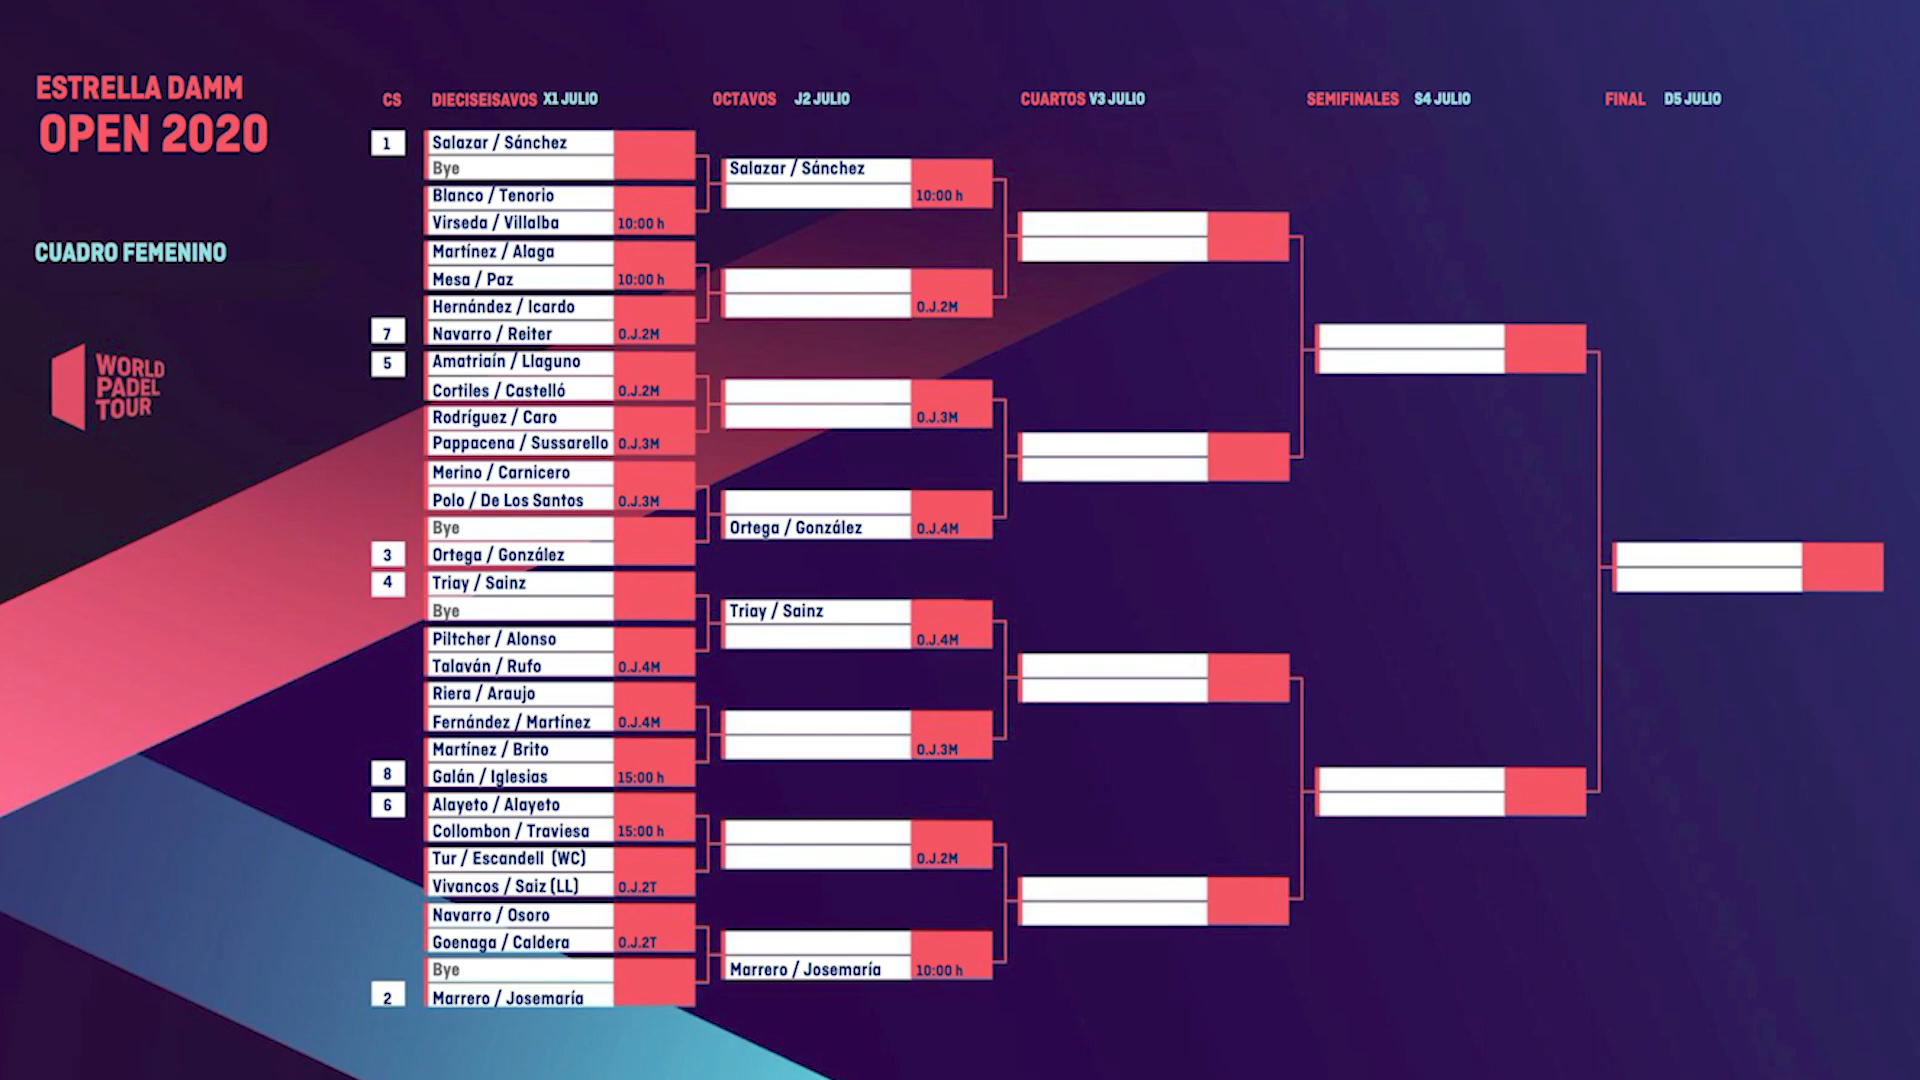 ESTRELLA DAMM
OPEN 2020
CUADRO FEMENINO
WORLD
PADEL
TOUR
CS
DIECISEISAVOS X1 JULIO
OCTAVOS J2 JULIO
CUARTOS V3 JULIO
SEMIFINALES S4 JULIO
FINAL D5 JULIO
1
Salazar / Sánchez
Bye
Blanco / Tenorio
Virseda / Villalba 10:00 h
Martínez / Alaga
Mesa / Paz 10:00 h
Hernández / Icardo
7
Navarro / Reiter O.J.2M
5
Amatriaín / Llaguno
Cortiles / Castelló O.J.2M
Rodríguez / Caro
Pappacena / Sussarello O.J.3M
Merino / Carnicero
Polo / De Los Santos O.J.3M
Bye
3
Ortega / González
4
Triay / Sainz
Bye
Piltcher / Alonso
Talaván / Rufo O.J.4M
Riera / Araujo
Fernández / Martínez O.J.4M
Martínez / Brito
8
Galán / Iglesias 15:00 h
6
Alayeto / Alayeto
Collombon / Traviesa 15:00 h
Tur / Escandell (WC)
Vivancos / Saiz (LL) O.J.2T
Navarro / Osoro
Goenaga / Caldera O.J.2T
Bye
2
Marrero / Josemaría
Salazar / Sánchez
10:00 h
O.J.2M
O.J.3M
Ortega / González O.J.4M
Triay / Sainz
O.J.4M
O.J.3M
O.J.2M
Marrero / Josemaría 10:00 h